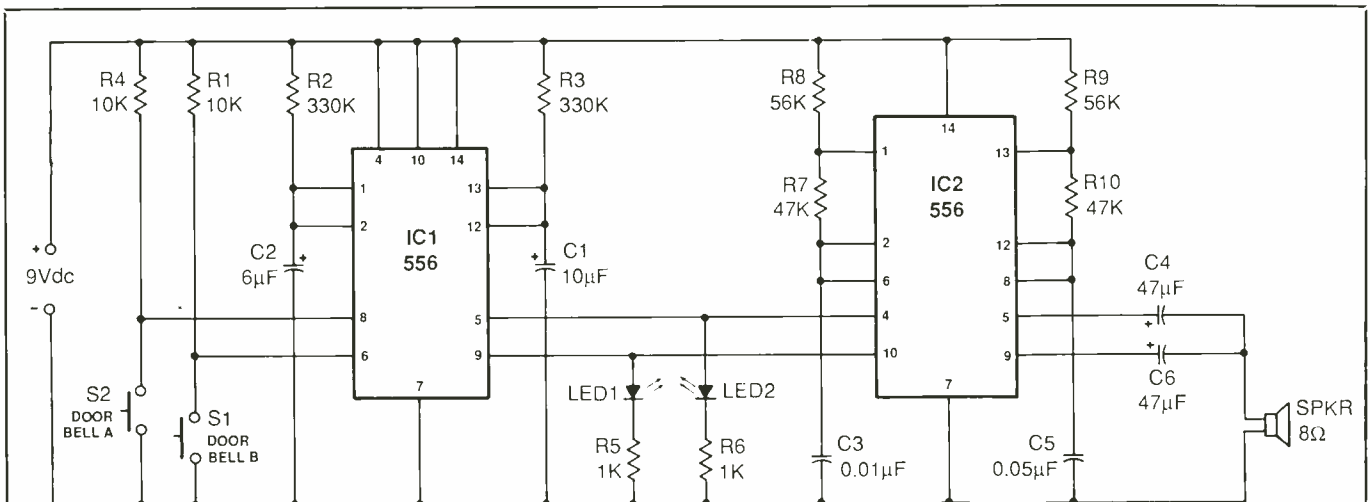 R4
10K
R1
10K
R2
330K
R3
330K
R8
56K
R9
56K
4
10
14
14
1
13
1
13
IC2
556
R7
47K
R10
47K
2
12
IC1
556
C2
+
6µF
+
C1
10µF
2
12
6
8
+
9Vdc
-
C4
47µF
8
5
4
5
+
6
9
10
9
+
C6
47µF
7
7
S2
DOOR
BELL A
S1
DOOR
BELL B
LED1
LED2
R5
1K
R6
1K
C3
0.01µF
C5
0.05µF
SPKR
8Ω